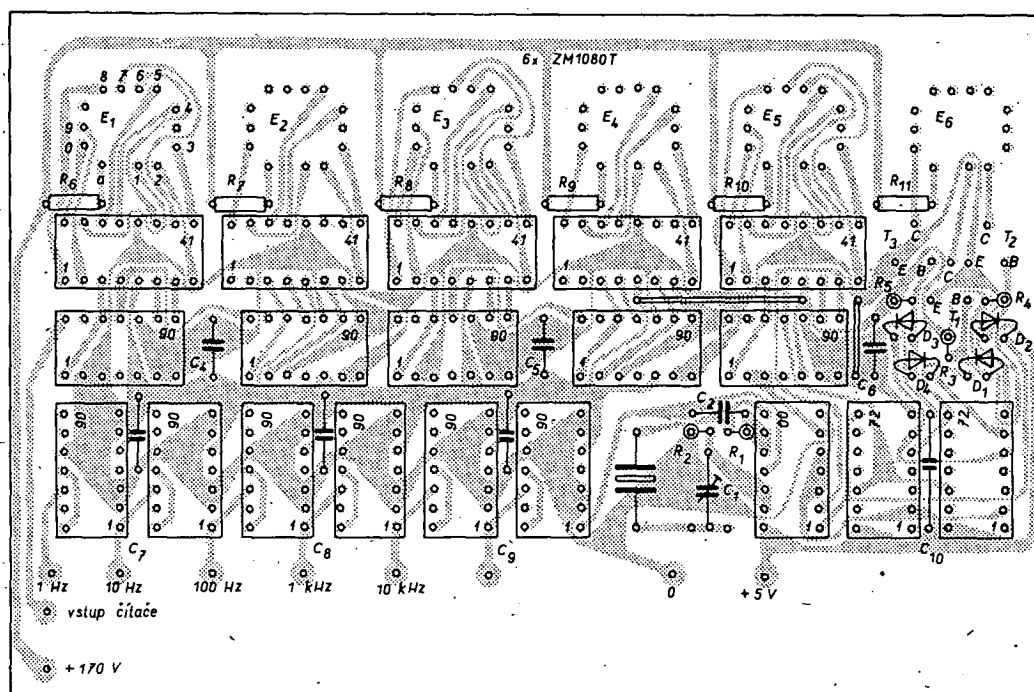 6x ZM1080T
8 7 6 5
E1 E2 E3 E4 E5 E6
4
9
0 3
a 1 2
R6 R7 R8 R9 R10 R11
C C
41 41 41 41 41
T3 T2
1 1 1 1 1
E B C E B
R5 E B R4
90 90 90 90 90
T1
C4 C5 D3 D2
1 1 1 1 1
C6 D4 R3 D1
C2
90 90 90 90 90 00 72 72
R2 R1
C1
1 1 1 1 1 1 1 1
C7 C8 C9 C10
1 Hz 10 Hz 100 Hz 1 kHz 10 kHz 0 +5 V
vstup čítače
+170 V